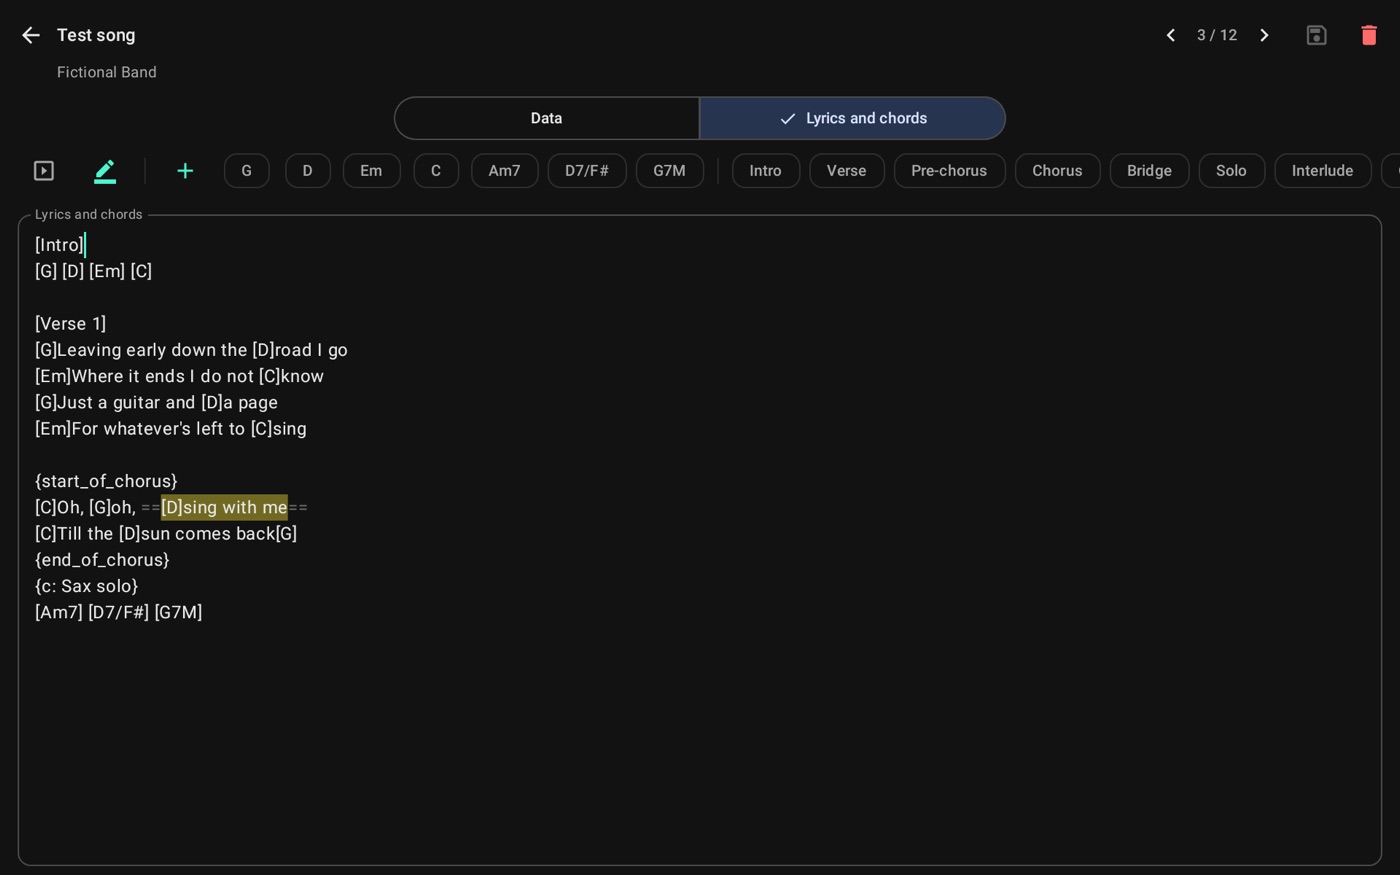 Test song
3 / 12
Fictional Band
Data
Lyrics and chords
G D Em C Am7 D7/F# G7M Intro Verse Pre-chorus Chorus Bridge Solo Interlude
Lyrics and chords
[Intro]
[G] [D] [Em] [C]
[Verse 1]
[G]Leaving early down the [D]road I go
[Em]Where it ends I do not [C]know
[G]Just a guitar and [D]a page
[Em]For whatever's left to [C]sing
{start_of_chorus}
[C]Oh, [G]oh, ==[D]sing with me==
[C]Till the [D]sun comes back[G]
{end_of_chorus}
{c: Sax solo}
[Am7] [D7/F#] [G7M]